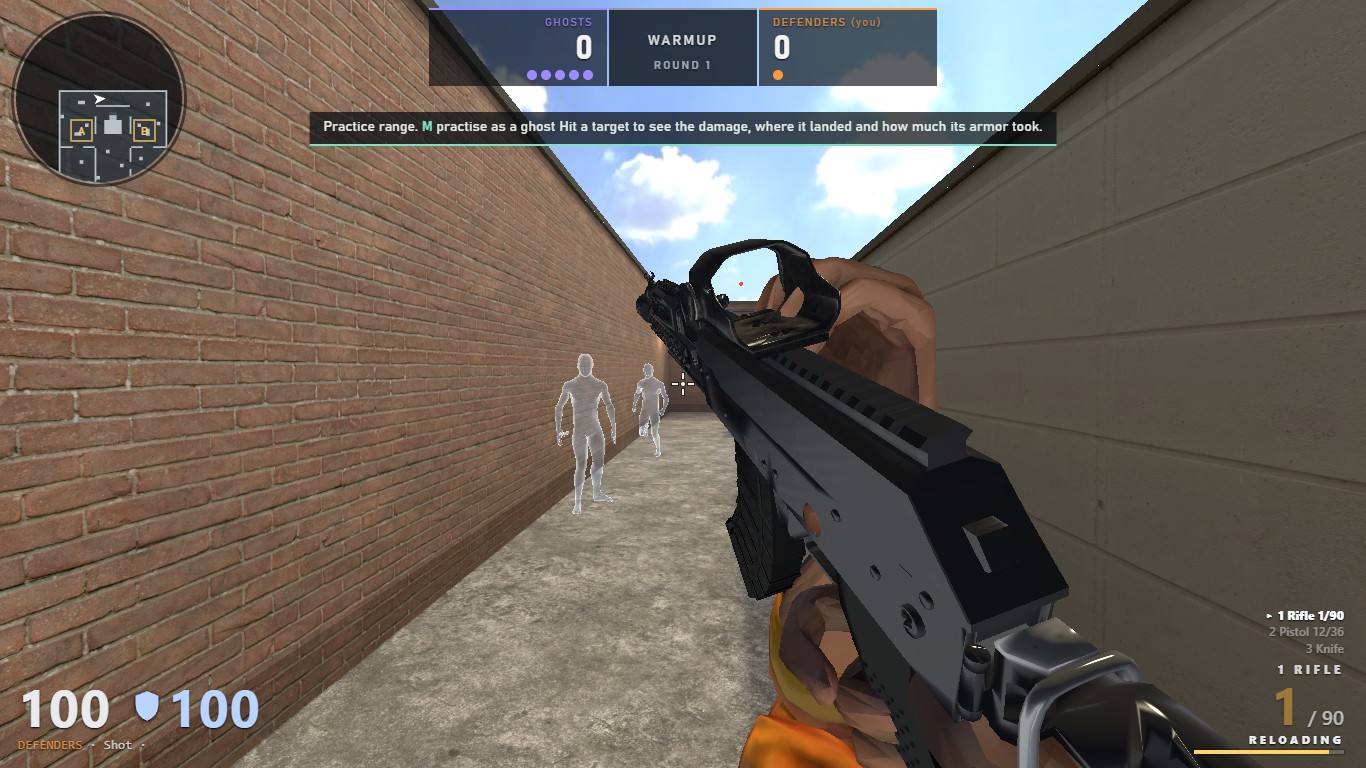 GHOSTS
0
WARMUP
ROUND 1
DEFENDERS (you)
0
A
B
Practice range. M practise as a ghost Hit a target to see the damage, where it landed and how much its armor took.
1 Rifle 1/90
2 Pistol 12/36
3 Knife
1 RIFLE
1 / 90
RELOADING
100 100
DEFENDERS · Shot ·